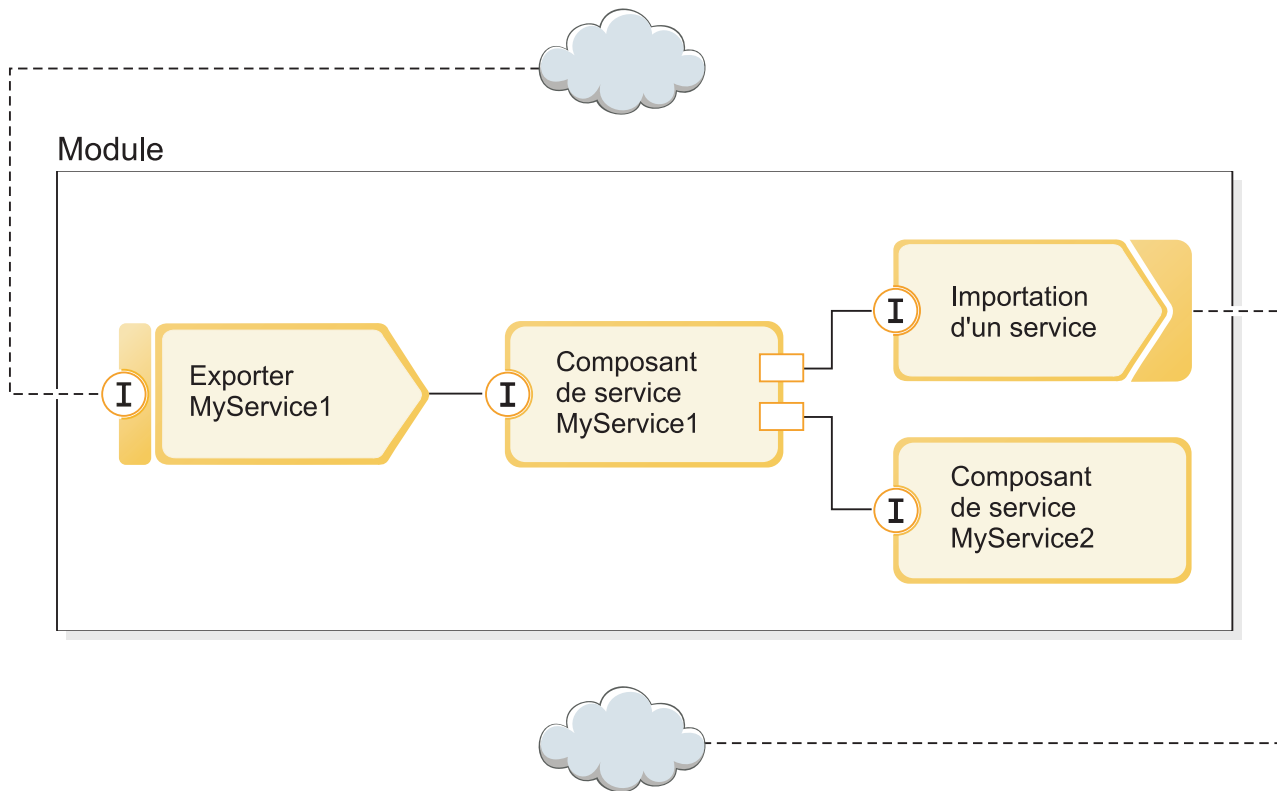 Module
Exporter
MyService1
Composant
de service
MyService1
Importation
d'un service
Composant
de service
MyService2
I
I
I
I